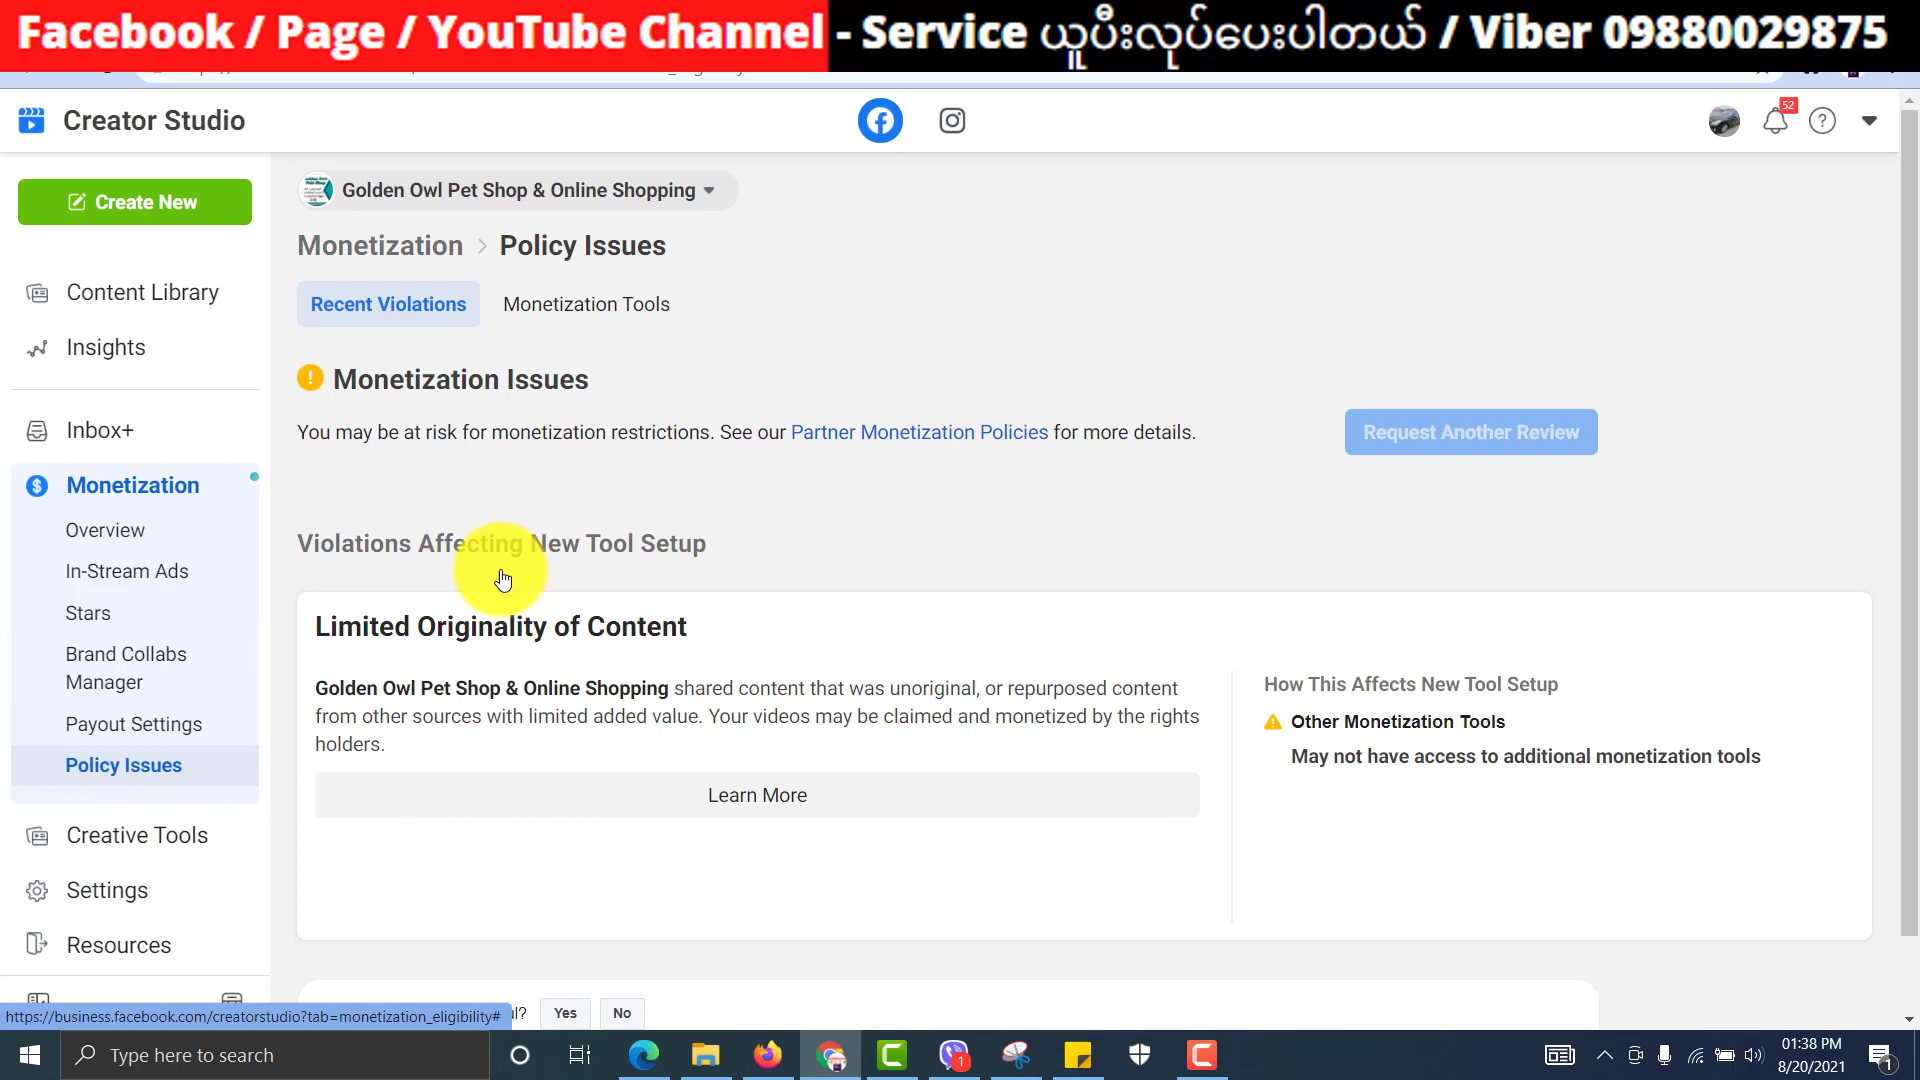 Facebook / Page / YouTube Channel - Service ယူပီးလုပ်ပေးပါတယ် / Viber 09880029875
Creator Studio
52
Create New
Golden Owl Pet Shop & Online Shopping
Monetization > Policy Issues
Recent Violations Monetization Tools
Content Library
Insights
Monetization Issues
You may be at risk for monetization restrictions. See our Partner Monetization Policies for more details.
Request Another Review
Inbox+
Monetization
Overview
In-Stream Ads
Stars
Brand Collabs
Manager
Payout Settings
Policy Issues
Creative Tools
Settings
Resources
Violations Affecting New Tool Setup
Limited Originality of Content
Golden Owl Pet Shop & Online Shopping shared content that was unoriginal, or repurposed content
from other sources with limited added value. Your videos may be claimed and monetized by the rights
holders.
Learn More
How This Affects New Tool Setup
Other Monetization Tools
May not have access to additional monetization tools
https://business.facebook.com/creatorstudio?tab=monetization_eligibility#
Yes No
Type here to search
1
01:38 PM
8/20/2021
1